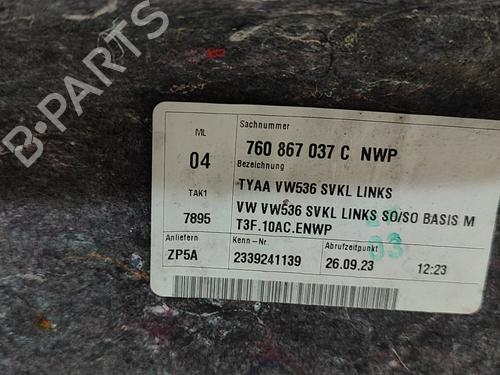 B-PARTS
ML
04
TAK1
7895
Sachnummer
760 867 037 C NWP
Bezeichnung
TYAA VW536 SVKL LINKS
VW VW536 SVKL LINKS SO/SO BASIS M
T3F.10AC.ENWP
Anliefern
ZP5A
Kenn-Nr.
2339241139
Abrufzeitpunkt
26.09.23 12:23
03